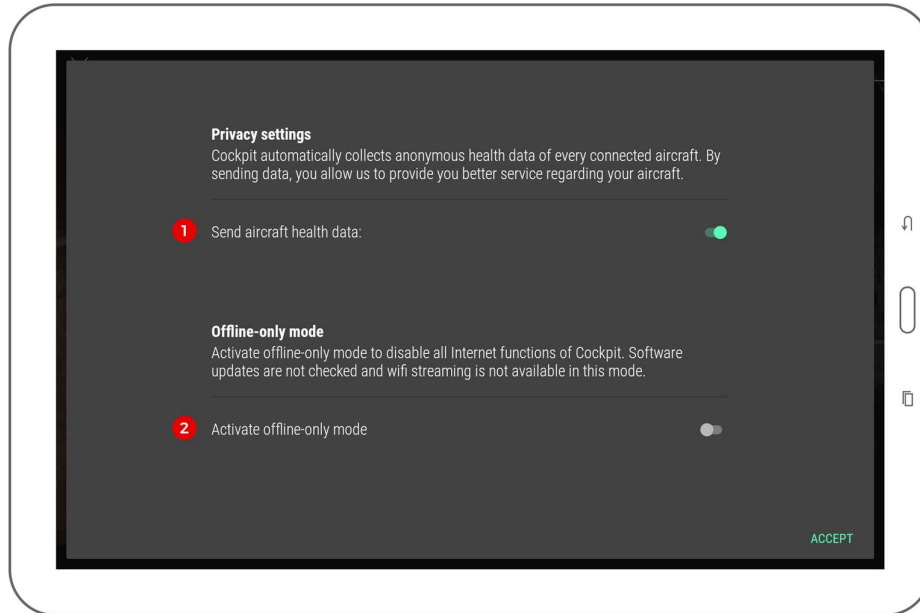 Privacy settings
Cockpit automatically collects anonymous health data of every connected aircraft. By
sending data, you allow us to provide you better service regarding your aircraft.
1 Send aircraft health data:
Offline-only mode
Activate offline-only mode to disable all Internet functions of Cockpit. Software
updates are not checked and wifi streaming is not available in this mode.
2 Activate offline-only mode
ACCEPT